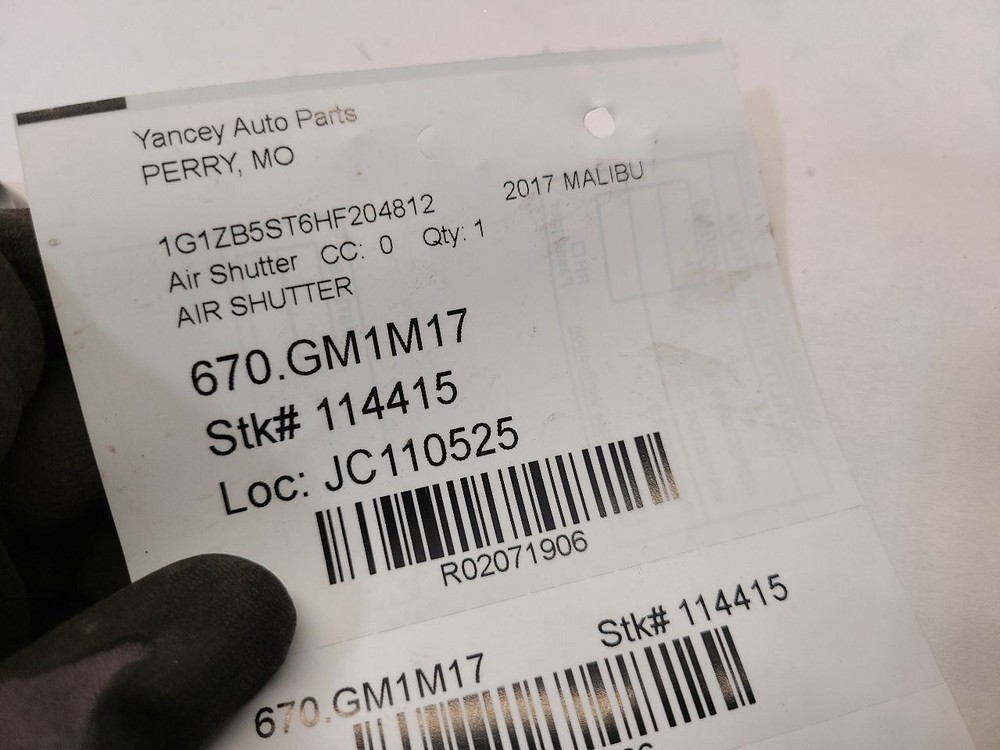 Yancey Auto Parts
PERRY, MO
1G1ZB5ST6HF204812 2017 MALIBU
Air Shutter CC: 0 Qty: 1
AIR SHUTTER
670.GM1M17
Stk# 114415
Loc: JC110525
R02071906
Stk# 114415
670.GM1M17